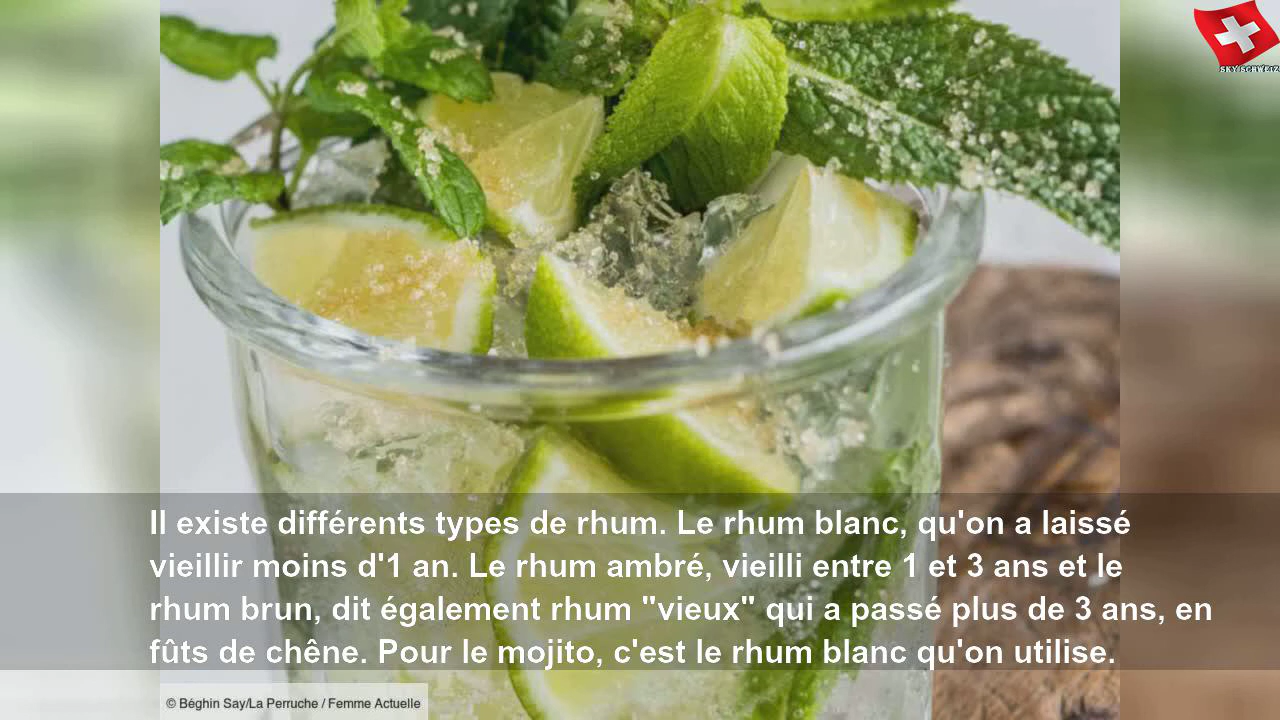 SKY SCHWEIZ
Il existe différents types de rhum. Le rhum blanc, qu'on a laissé
vieillir moins d'1 an. Le rhum ambré, vieilli entre 1 et 3 ans et le
rhum brun, dit également rhum "vieux" qui a passé plus de 3 ans, en
fûts de chêne. Pour le mojito, c'est le rhum blanc qu'on utilise.
© Béghin Say/La Perruche / Femme Actuelle